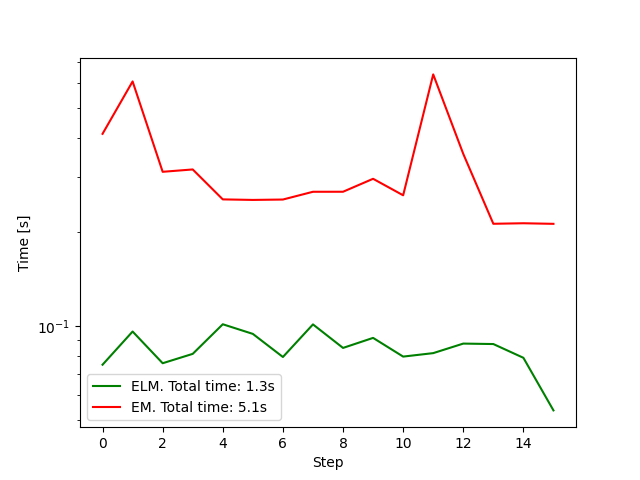 Time [s]
10⁻¹
ELM. Total time: 1.3s
EM. Total time: 5.1s
0 2 4 6 8 10 12 14
Step